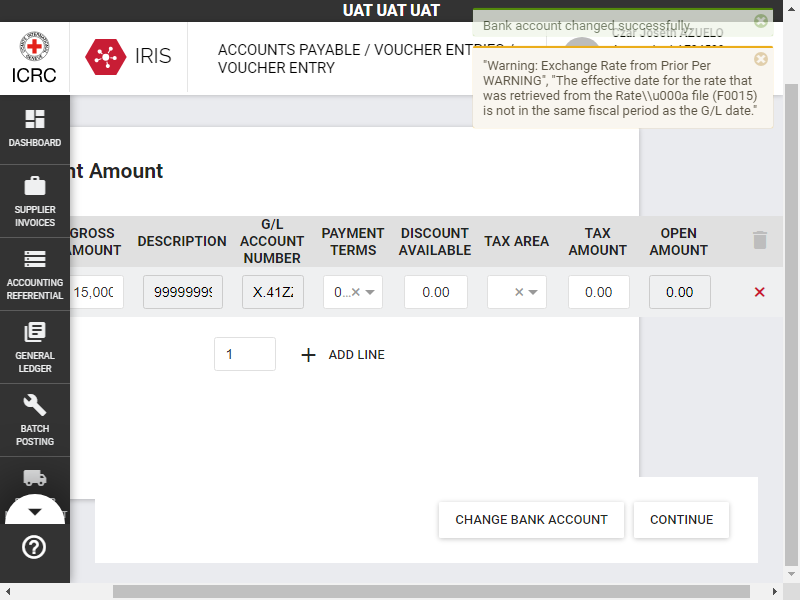 UAT UAT UAT
ICRC
IRIS
ACCOUNTS PAYABLE / VOUCHER ENTRIES /
VOUCHER ENTRY
Bank account changed successfully.
Czar Joseth AZUELO
"Warning: Exchange Rate from Prior Per
WARNING", "The effective date for the rate that
was retrieved from the Rate\\u000a file (F0015)
is not in the same fiscal period as the G/L date."
DASHBOARD
SUPPLIER
INVOICES
ACCOUNTING
REFERENTIAL
GENERAL
LEDGER
BATCH
POSTING
nt Amount
GROSS
AMOUNT
DESCRIPTION
G/L
ACCOUNT
NUMBER
PAYMENT
TERMS
DISCOUNT
AVAILABLE
TAX AREA
TAX
AMOUNT
OPEN
AMOUNT
15,000
99999999
X.41ZZ
0...
0.00
0.00
0.00
1
ADD LINE
CHANGE BANK ACCOUNT
CONTINUE